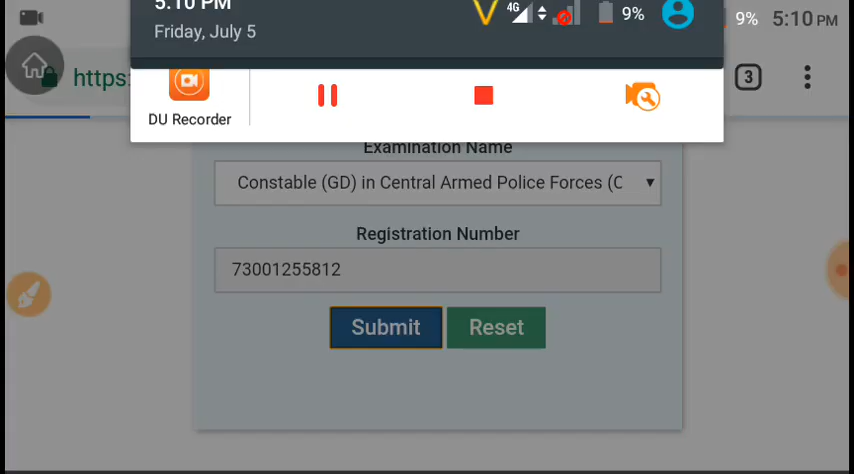 5:10 PM
4G
9%
9% 5:10 PM
Friday, July 5
https:
3
DU Recorder
Examination Name
Constable (GD) in Central Armed Police Forces (C
Registration Number
73001255812
Submit
Reset